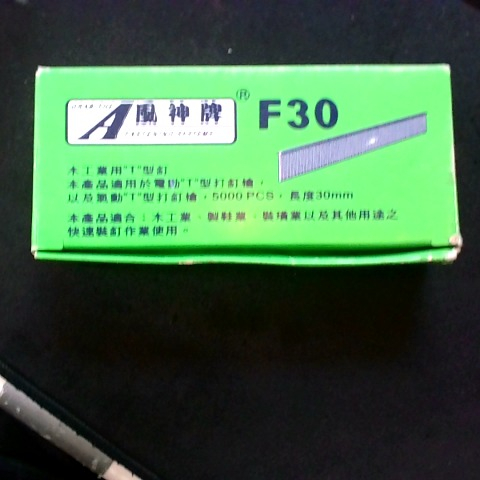 風神牌 ® F30
木工業用"T"型釘
本產品適用於電動"T"型打釘槍，
以及氣動"T"型打釘槍，5000 PCS，長度30mm
本產品適合：木工業、製鞋業、裝璜業以及其他用途之
快速裝釘作業使用。